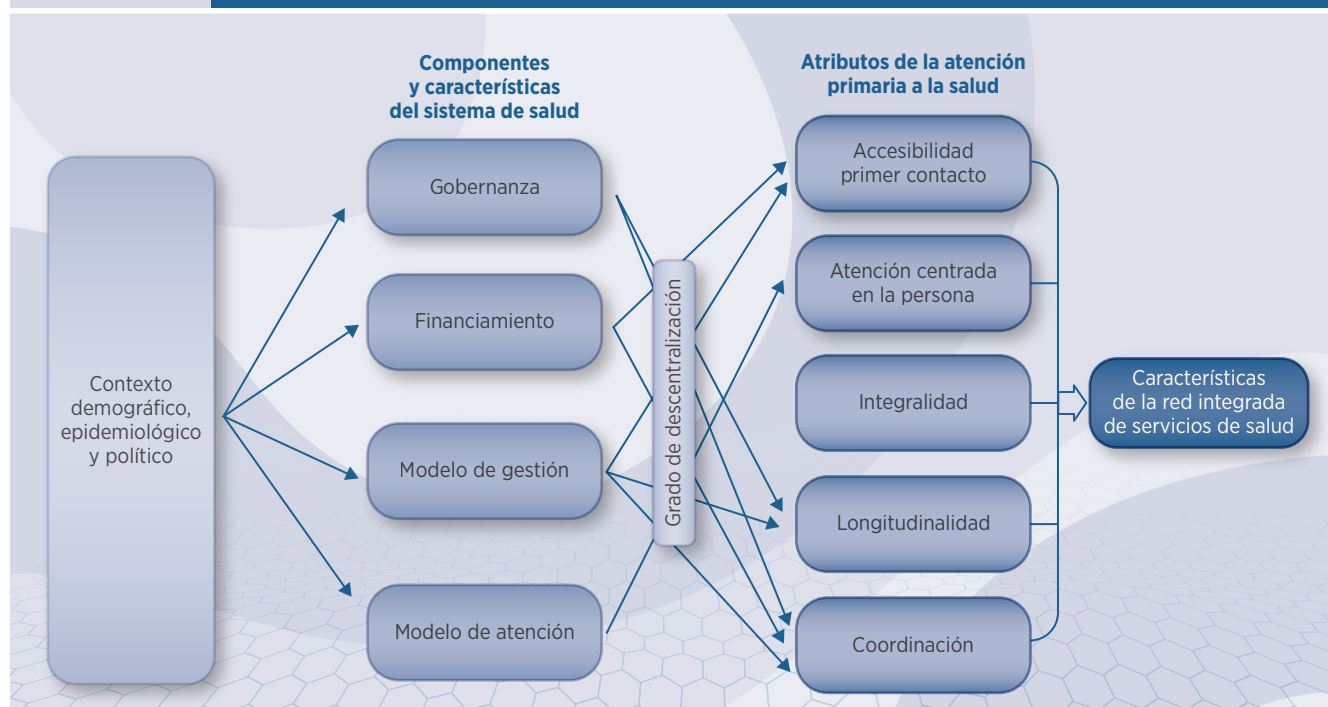 Componentes
y características
del sistema de salud
Atributos de la atención
primaria a la salud
Contexto
demográfico,
epidemiológico
y político
Gobernanza
Financiamiento
Modelo de gestión
Modelo de atención
Grado de descentralización
Accesibilidad
primer contacto
Atención centrada
en la persona
Integralidad
Longitudinalidad
Coordinación
Características
de la red integrada
de servicios de salud